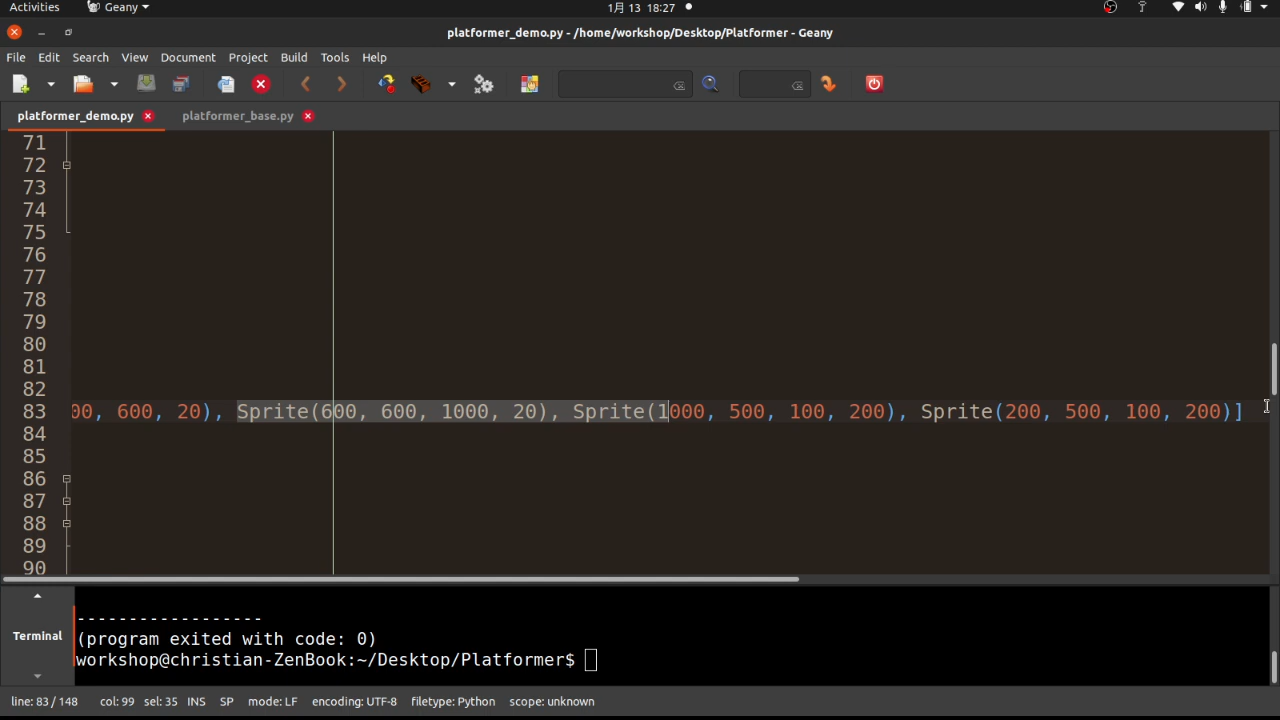 Activities Geany 1月 13 18:27
platformer_demo.py - /home/workshop/Desktop/Platformer - Geany
File Edit Search View Document Project Build Tools Help
platformer_demo.py platformer_base.py
71
72
73
74
75
76
77
78
79
80
81
82
83 00, 600, 20), Sprite(600, 600, 1000, 20), Sprite(1000, 500, 100, 200), Sprite(200, 500, 100, 200)]
84
85
86
87
88
89
90
Terminal
------------------
(program exited with code: 0)
workshop@christian-ZenBook:~/Desktop/Platformer$
line: 83 / 148 col: 99 sel: 35 INS SP mode: LF encoding: UTF-8 filetype: Python scope: unknown